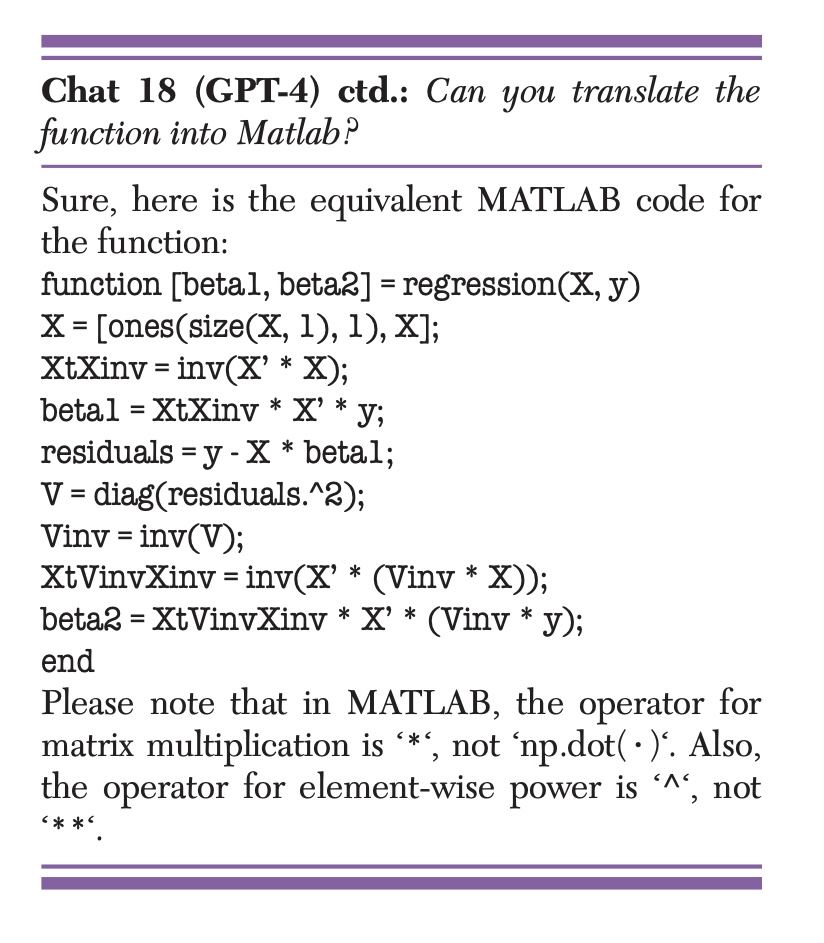 Chat 18 (GPT-4) ctd.: Can you translate the
function into Matlab?
Sure, here is the equivalent MATLAB code for
the function:
function [beta1, beta2] = regression(X, y)
X = [ones(size(X, 1), 1), X];
XtXinv = inv(X’ * X);
beta1 = XtXinv * X’ * y;
residuals = y - X * beta1;
V = diag(residuals.^2);
Vinv = inv(V);
XtVinvXinv = inv(X’ * (Vinv * X));
beta2 = XtVinvXinv * X’ * (Vinv * y);
end
Please note that in MATLAB, the operator for
matrix multiplication is ‘*‘, not ‘np.dot(·)‘. Also,
the operator for element-wise power is ‘^‘, not
‘**‘.